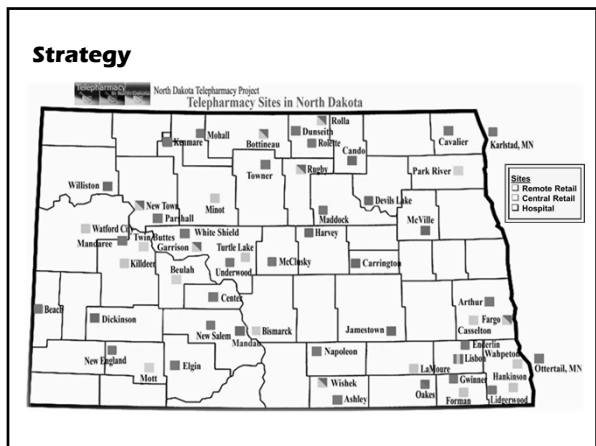 Strategy
Telepharmacy
in North Dakota
North Dakota Telepharmacy Project
Telepharmacy Sites in North Dakota
Rolla
Mohall
Dunseith
Cavalier
Karlstad, MN
Kenmare
Bottineau
Rolette
Cando
Towner
Rugby
Park River
Sites
Remote Retail
Central Retail
Hospital
Williston
Minot
Devils Lake
New Town
Parshall
Maddock
McVille
Watford City
White Shield
Harvey
Mandaree
Twin Buttes
Garrison
Turtle Lake
Killdeer
Underwood
McClusky
Carrington
Beulah
Center
Arthur
Beach
Dickinson
Fargo
Casselton
New Salem
Mandan
Bismarck
Jamestown
Enderlin
New England
Napoleon
Lisbon
Wahpeton
Ottertail, MN
Mott
Elgin
LaMoure
Gwinner
Hankinson
Wishek
Oakes
Ashley
Forman
Lidgerwood